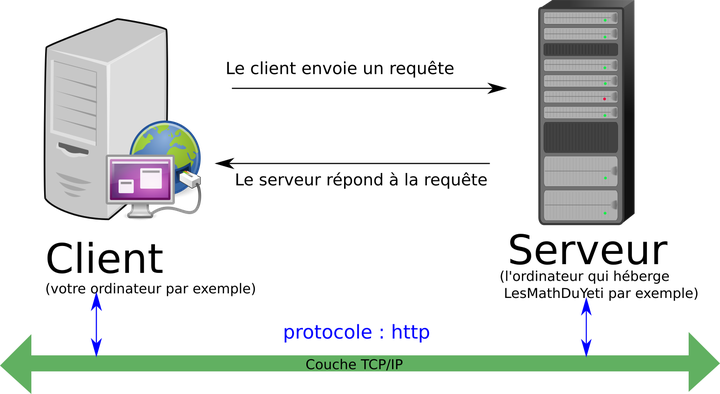 Le client envoie un requête
Le serveur répond à la requête
Client
(votre ordinateur par exemple)
Serveur
(l'ordinateur qui héberge
LesMathDuYeti par exemple)
protocole : http
Couche TCP/IP